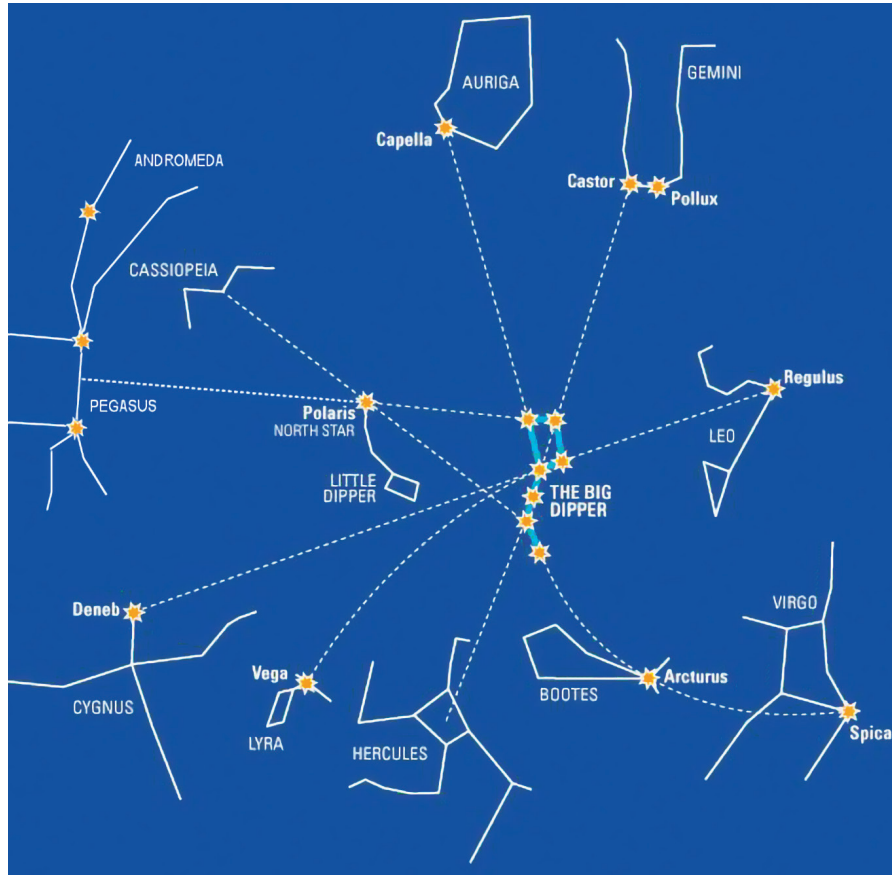 AURIGA
GEMINI
Capella
ANDROMEDA
Castor
Pollux
CASSIOPEIA
Regulus
PEGASUS
Polaris
NORTH STAR
LEO
LITTLE
DIPPER
THE BIG
DIPPER
Deneb
VIRGO
Vega
Arcturus
BOOTES
CYGNUS
Spica
LYRA
HERCULES